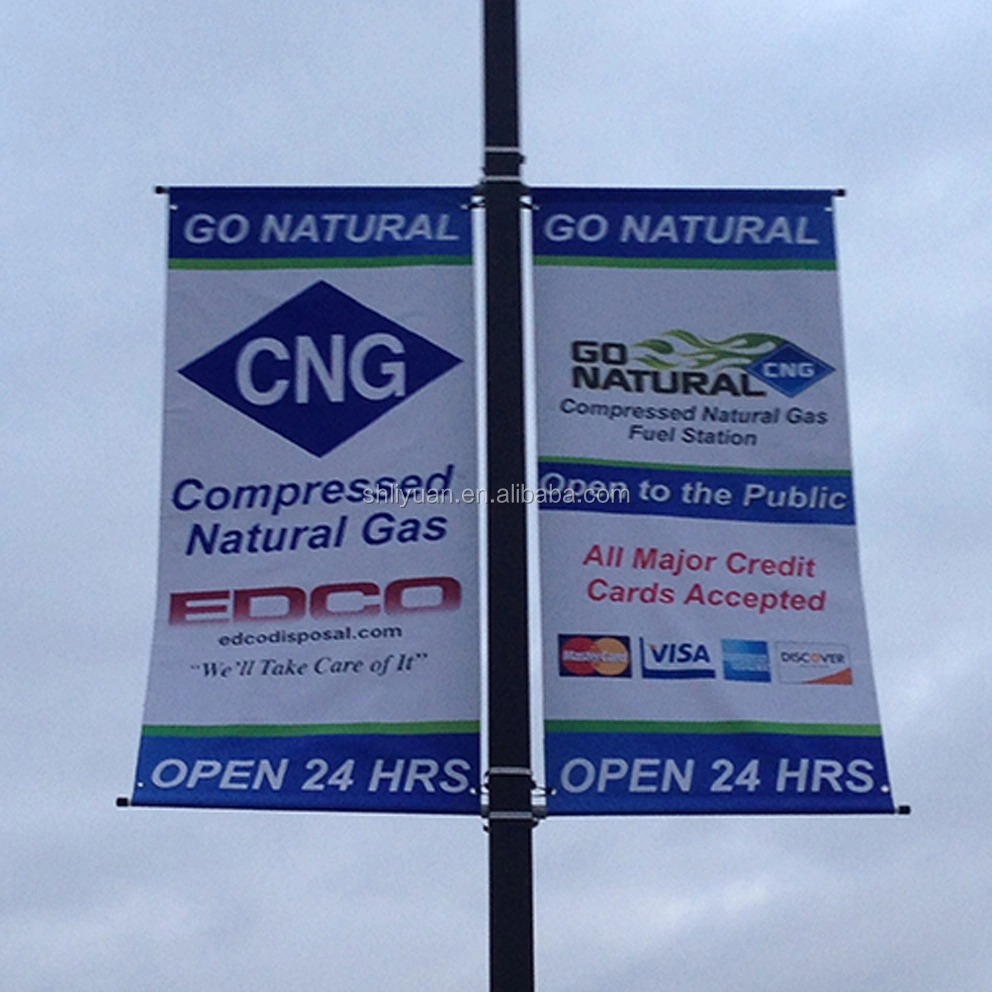 GO NATURAL
CNG
Compressed
Natural Gas
EDCO
edcodisposal.com
"We'll Take Care of It"
OPEN 24 HRS.
GO NATURAL
GO
NATURAL
CNG
Compressed Natural Gas
Fuel Station
Open to the Public
All Major Credit
Cards Accepted
MasterCard
VISA
DISCOVER
OPEN 24 HRS.
shliyuan.en.alibaba.com